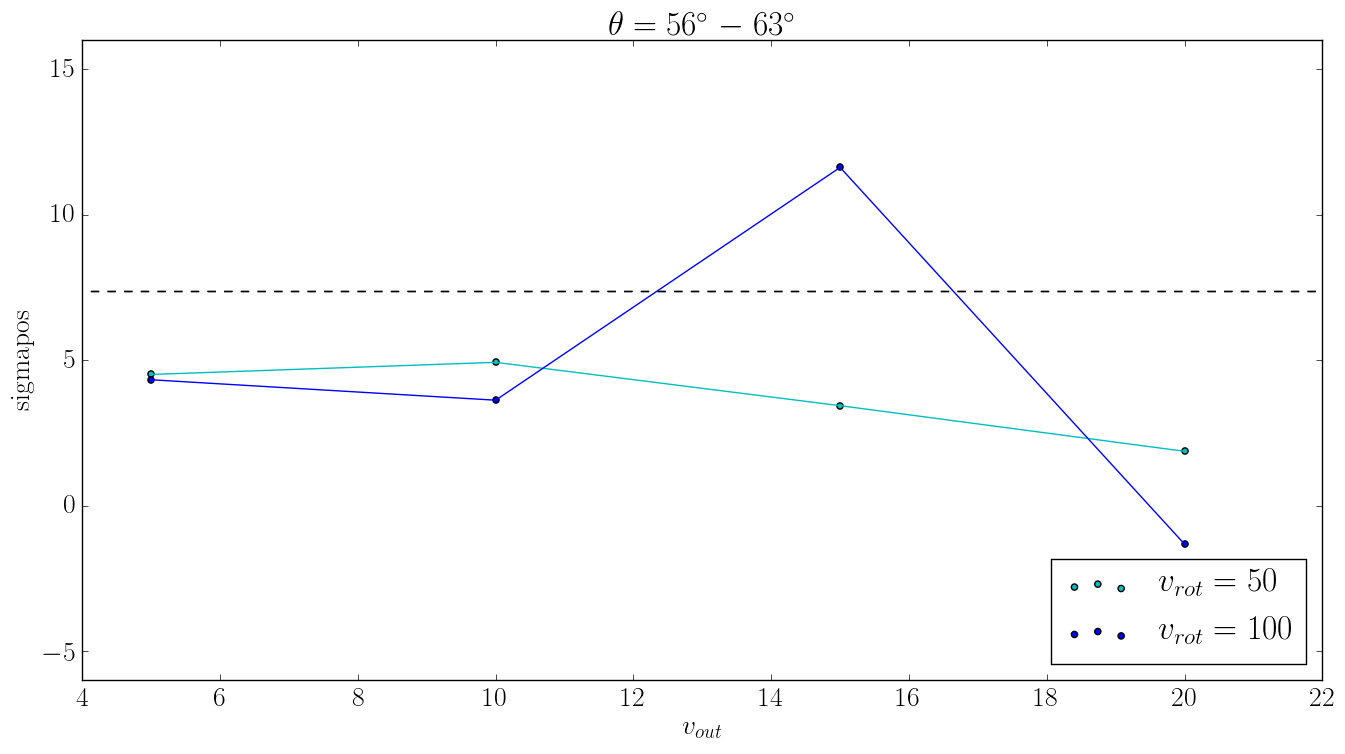 θ = 56° − 63°
15
10
5
0
−5
sigmapos
4 6 8 10 12 14 16 18 20 22
v_out
v_rot = 50
v_rot = 100